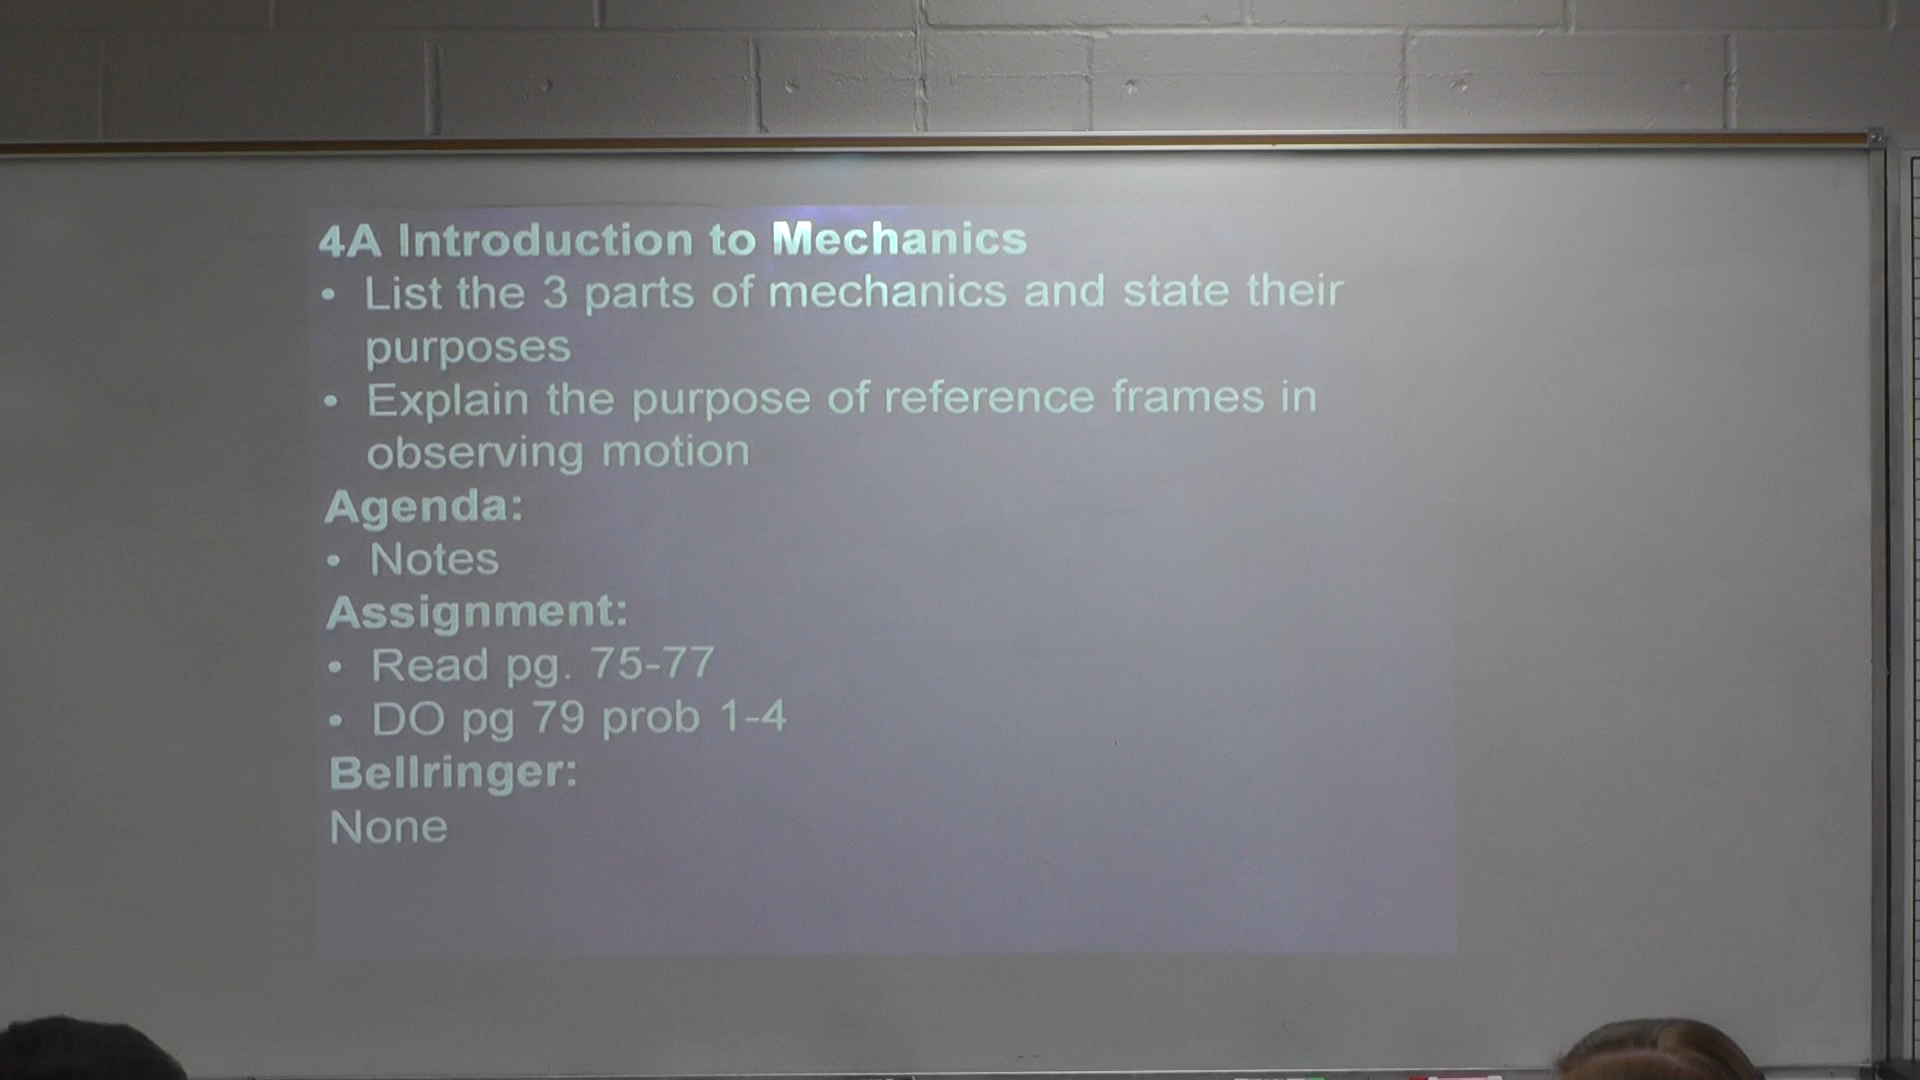 4A Introduction to Mechanics
• List the 3 parts of mechanics and state their
purposes
• Explain the purpose of reference frames in
observing motion
Agenda:
• Notes
Assignment:
• Read pg. 75-77
• DO pg 79 prob 1-4
Bellringer:
None